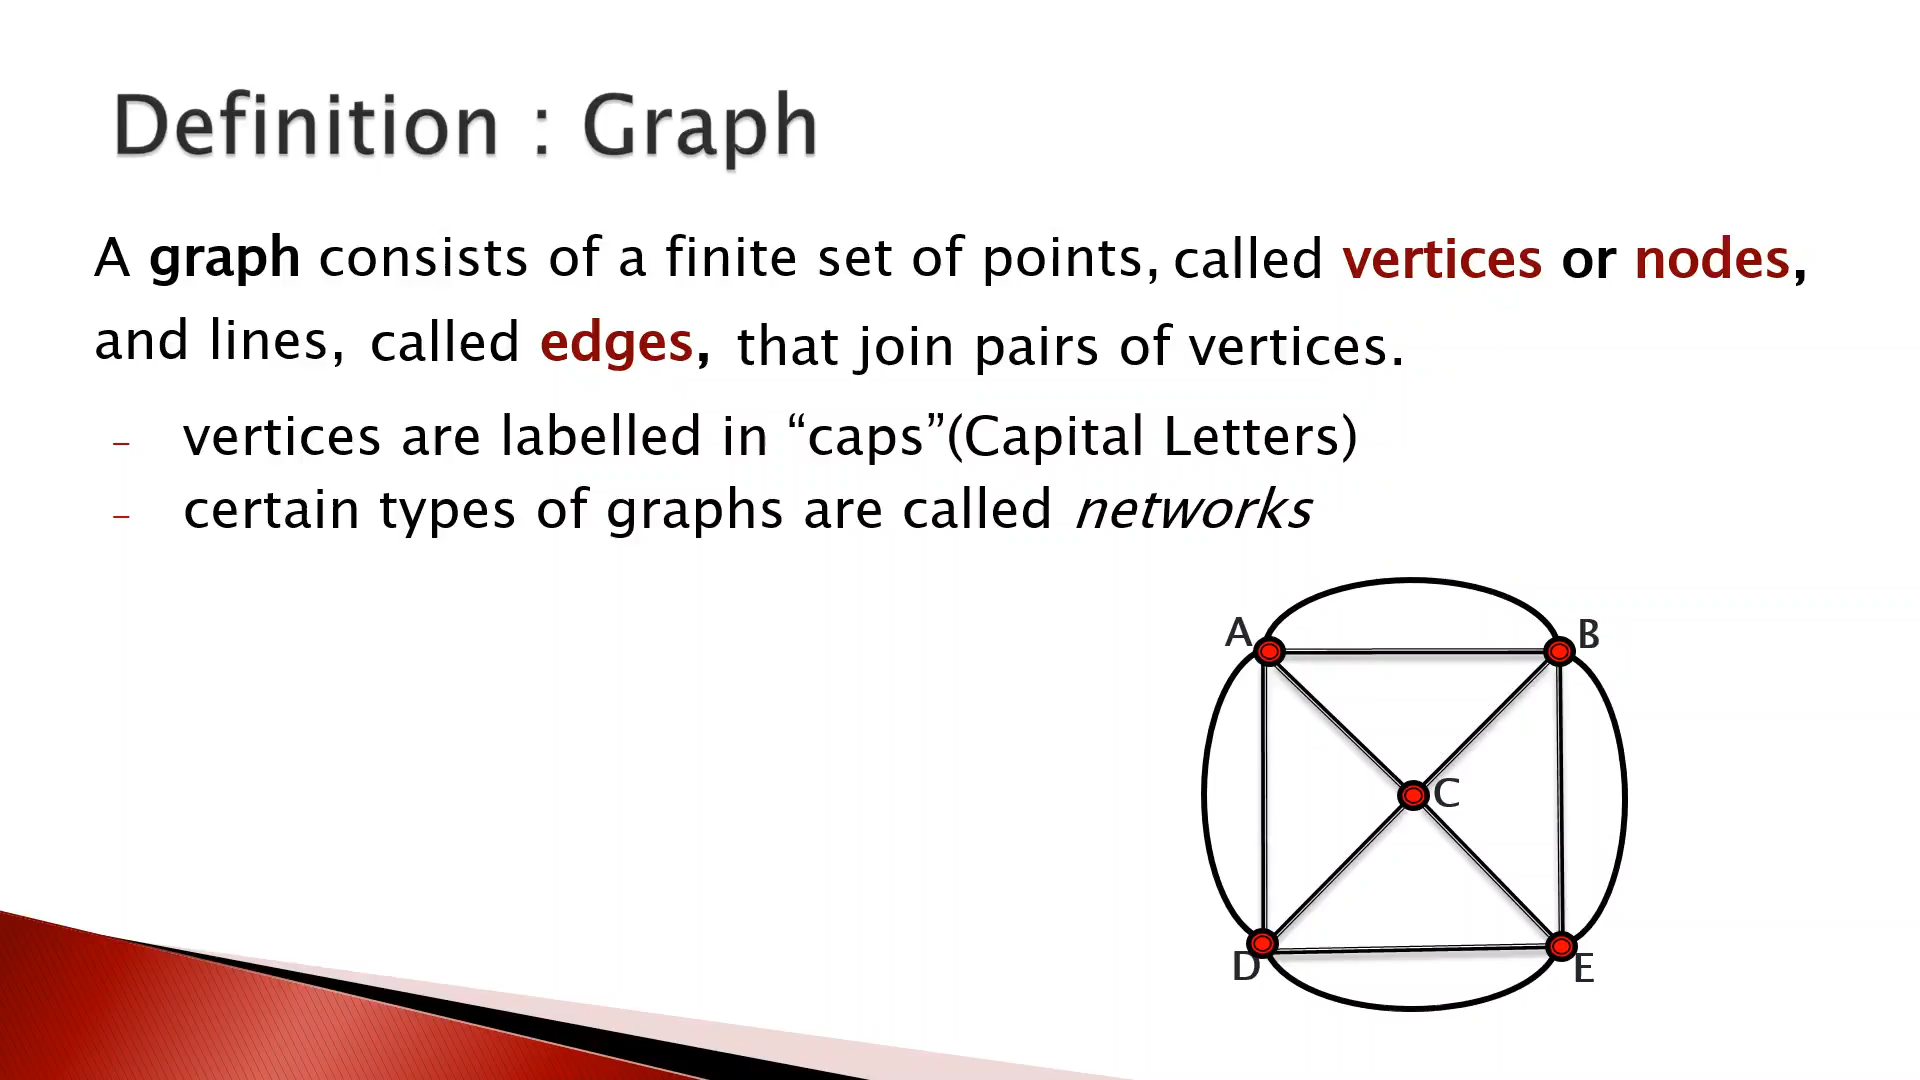 Definition : Graph
A graph consists of a finite set of points, called vertices or nodes,
and lines, called edges, that join pairs of vertices.
– vertices are labelled in “caps”(Capital Letters)
– certain types of graphs are called networks
A B
C
D E